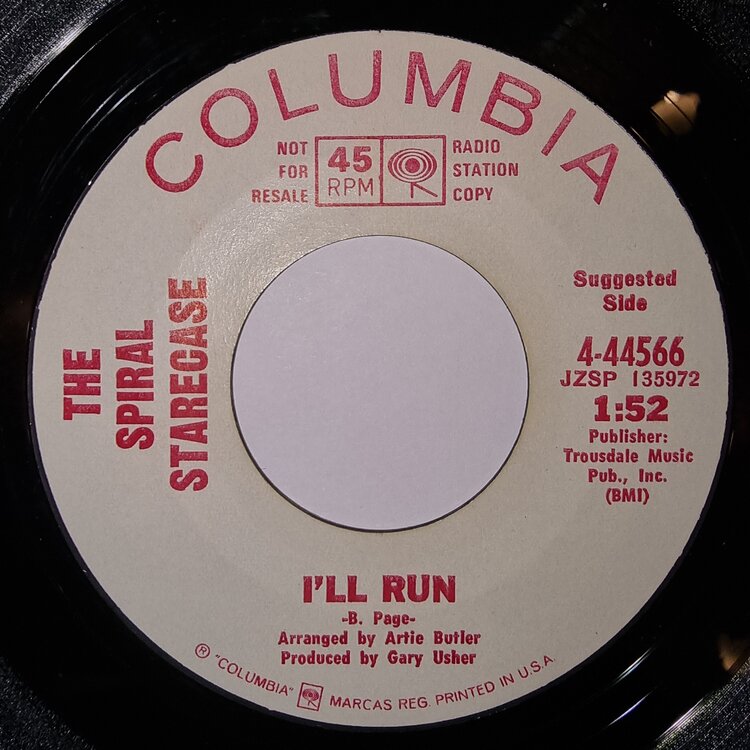 COLUMBIA
NOT
FOR
RESALE
45
RPM
RADIO
STATION
COPY
THE
SPIRAL
STARECASE
Suggested
Side
4-44566
JZSP 135972
1:52
Publisher:
Trousdale Music
Pub., Inc.
(BMI)
I'LL RUN
-B. Page-
Arranged by Artie Butler
Produced by Gary Usher
® "COLUMBIA" MARCAS REG. PRINTED IN U.S.A.